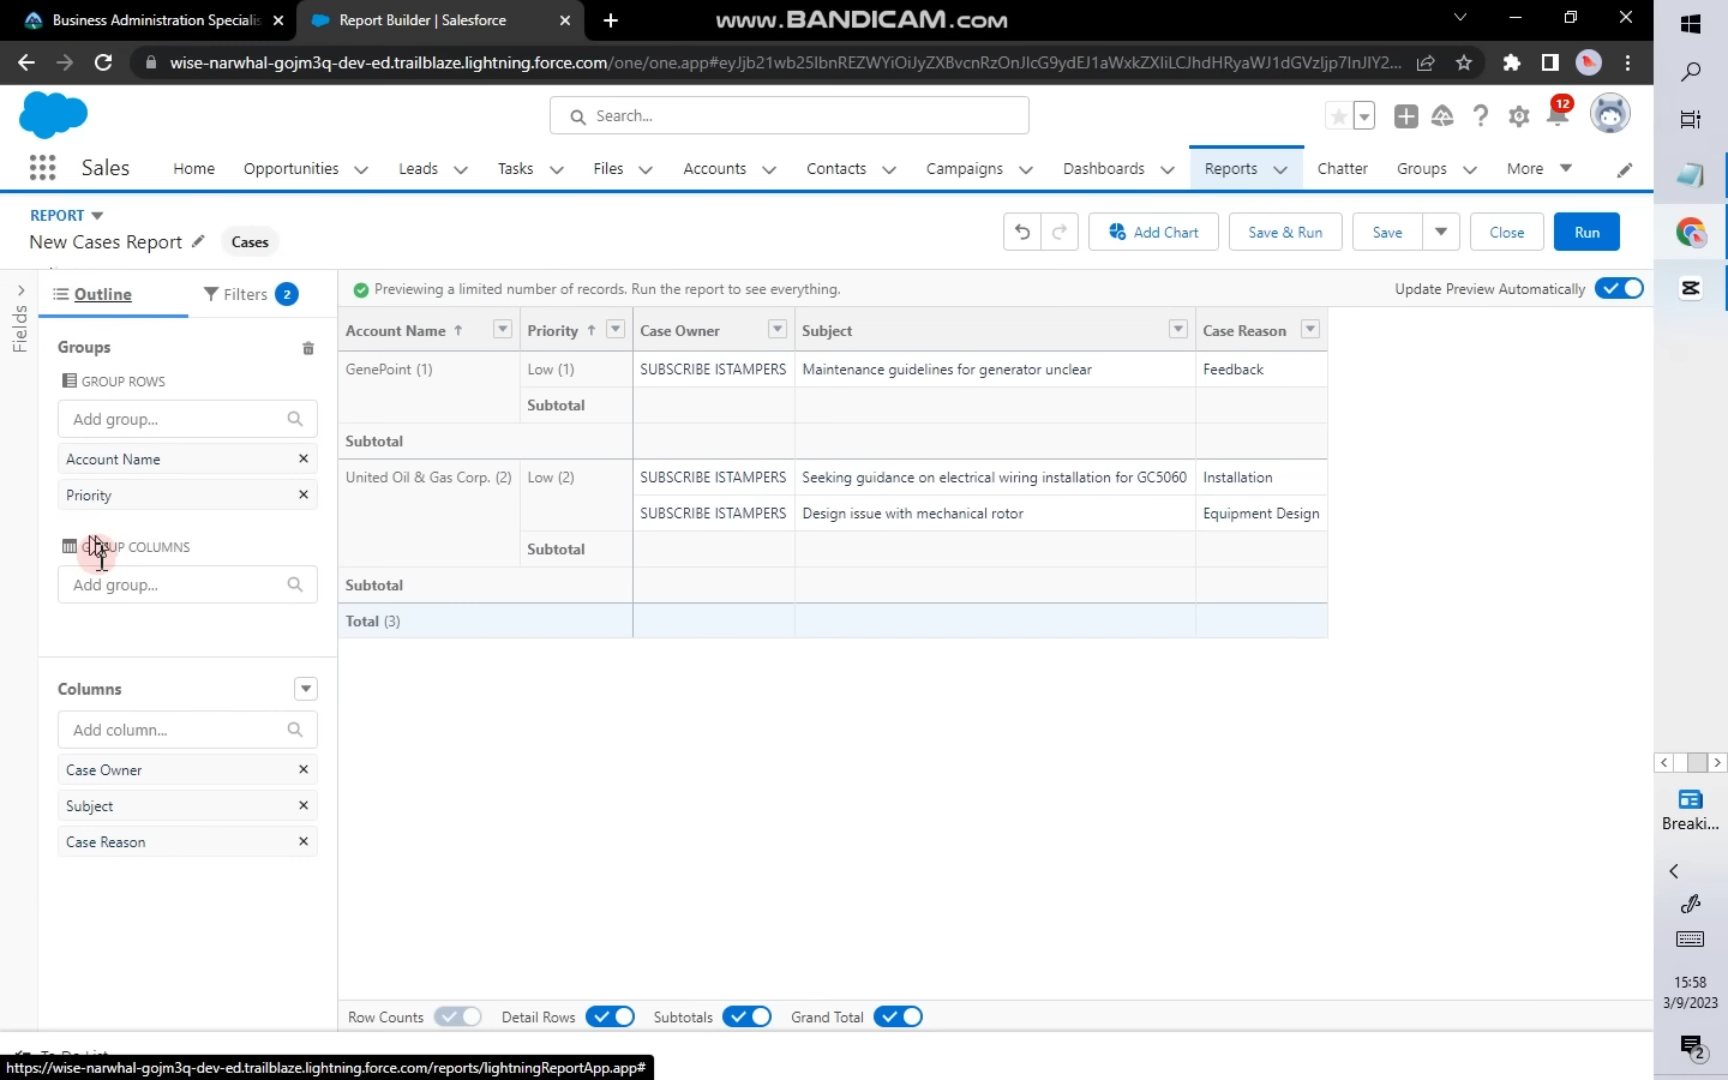 Business Administration Specialis
Report Builder | Salesforce
www.BANDICAM.com
wise-narwhal-gojm3q-dev-ed.trailblaze.lightning.force.com/one/one.app#eyJjb21wb25lbnREZWYiOiJyZXBvcnRzOnJlcG9ydEJ1aWxkZXIiLCJhdHRyaWJ1dGVzIjp7InJlY2...
Search...
12
Sales Home Opportunities Leads Tasks Files Accounts Contacts Campaigns Dashboards Reports Chatter Groups More
REPORT
New Cases Report Cases
Add Chart Save & Run Save Close Run
Fields
Outline Filters 2
Previewing a limited number of records. Run the report to see everything. Update Preview Automatically
Groups
GROUP ROWS
Add group...
Account Name
Priority
GROUP COLUMNS
Add group...
Columns
Add column...
Case Owner
Subject
Case Reason
Account Name Priority Case Owner Subject Case Reason
GenePoint (1) Low (1) SUBSCRIBE ISTAMPERS Maintenance guidelines for generator unclear Feedback
Subtotal
Subtotal
United Oil & Gas Corp. (2) Low (2) SUBSCRIBE ISTAMPERS Seeking guidance on electrical wiring installation for GC5060 Installation
SUBSCRIBE ISTAMPERS Design issue with mechanical rotor Equipment Design
Subtotal
Subtotal
Total (3)
Row Counts Detail Rows Subtotals Grand Total
To Do List
https://wise-narwhal-gojm3q-dev-ed.trailblaze.lightning.force.com/reports/lightningReportApp.app#
Breaki...
15:58
3/9/2023
2